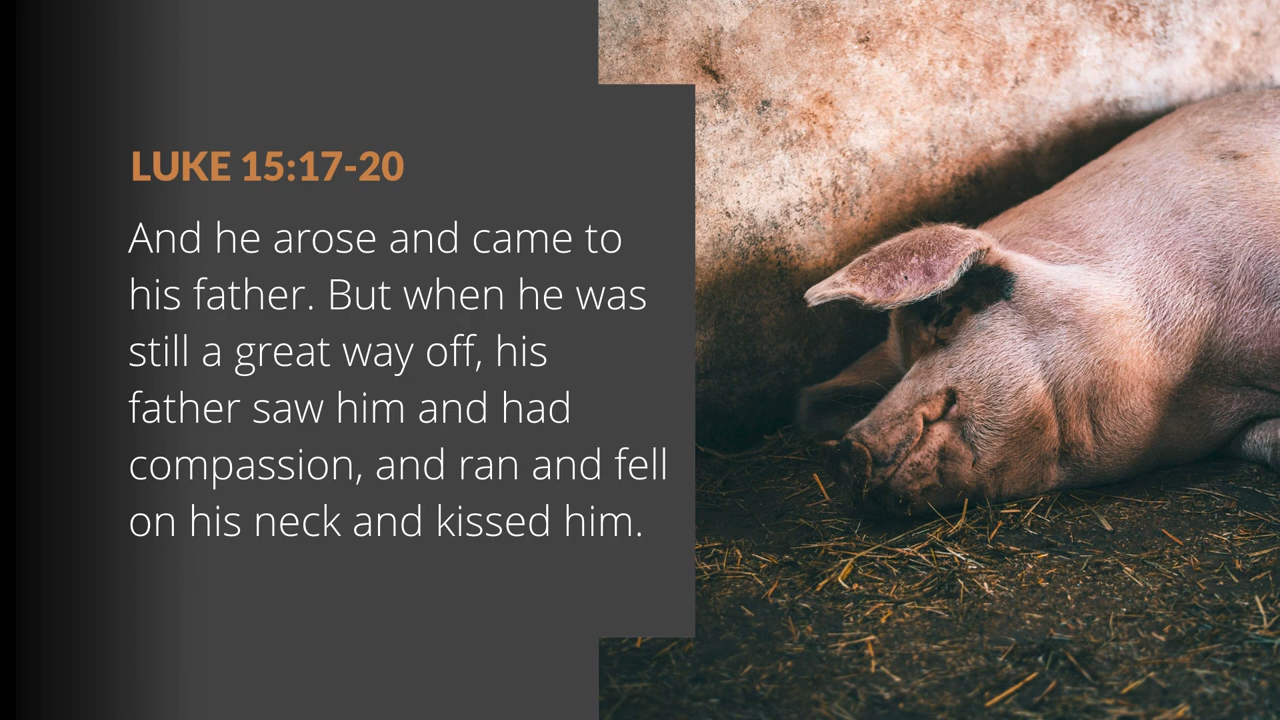 LUKE 15:17-20
And he arose and came to
his father. But when he was
still a great way off, his
father saw him and had
compassion, and ran and fell
on his neck and kissed him.